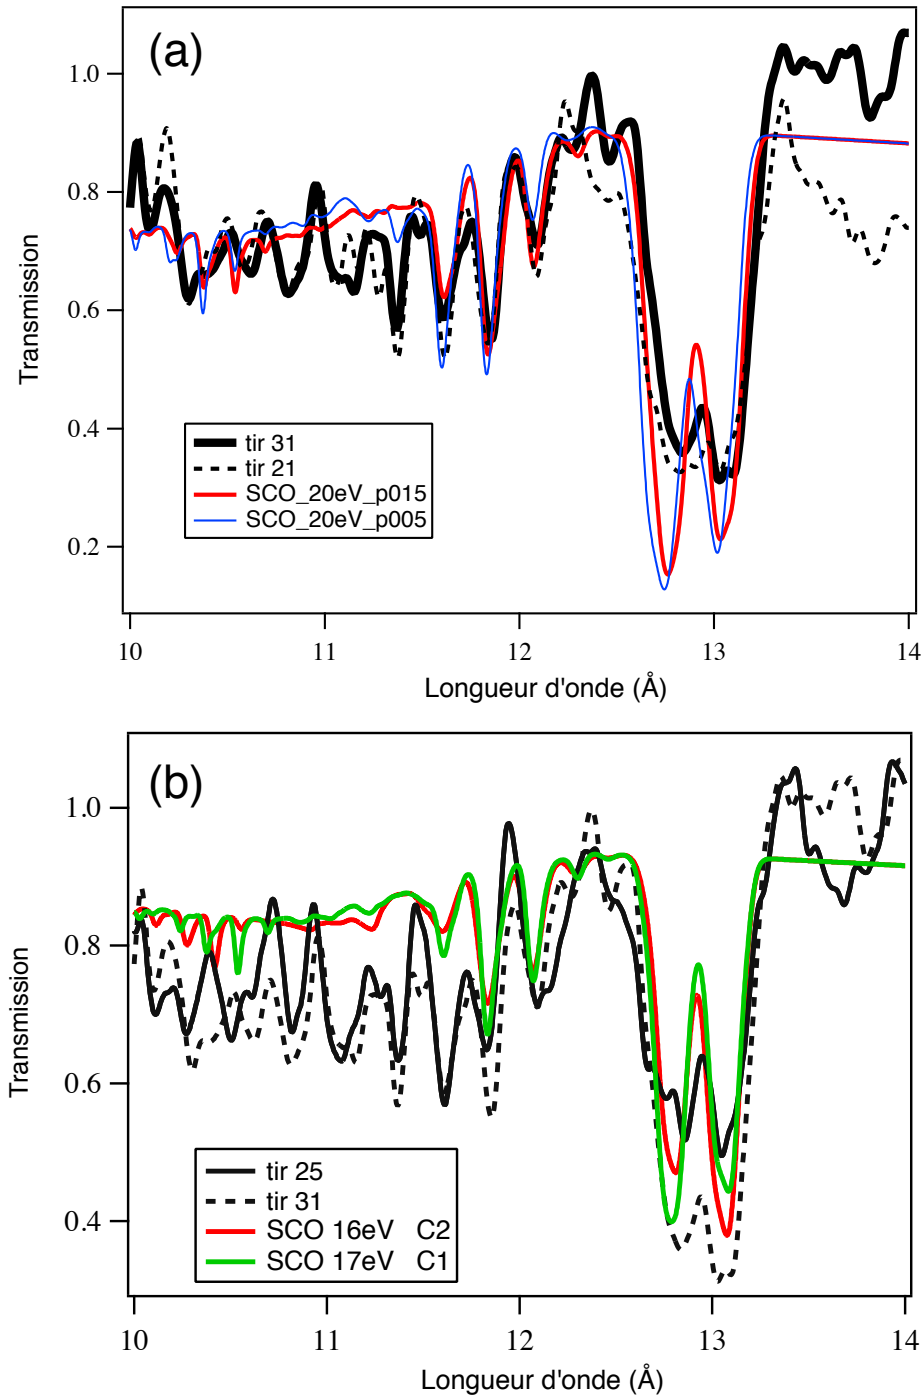 (a)
1.0
0.8
0.6
0.4
0.2
Transmission
tir 31
tir 21
SCO_20eV_p015
SCO_20eV_p005
10 11 12 13 14
Longueur d'onde (Å)
(b)
1.0
0.8
0.6
0.4
Transmission
tir 25
tir 31
SCO 16eV C2
SCO 17eV C1
10 11 12 13 14
Longueur d'onde (Å)